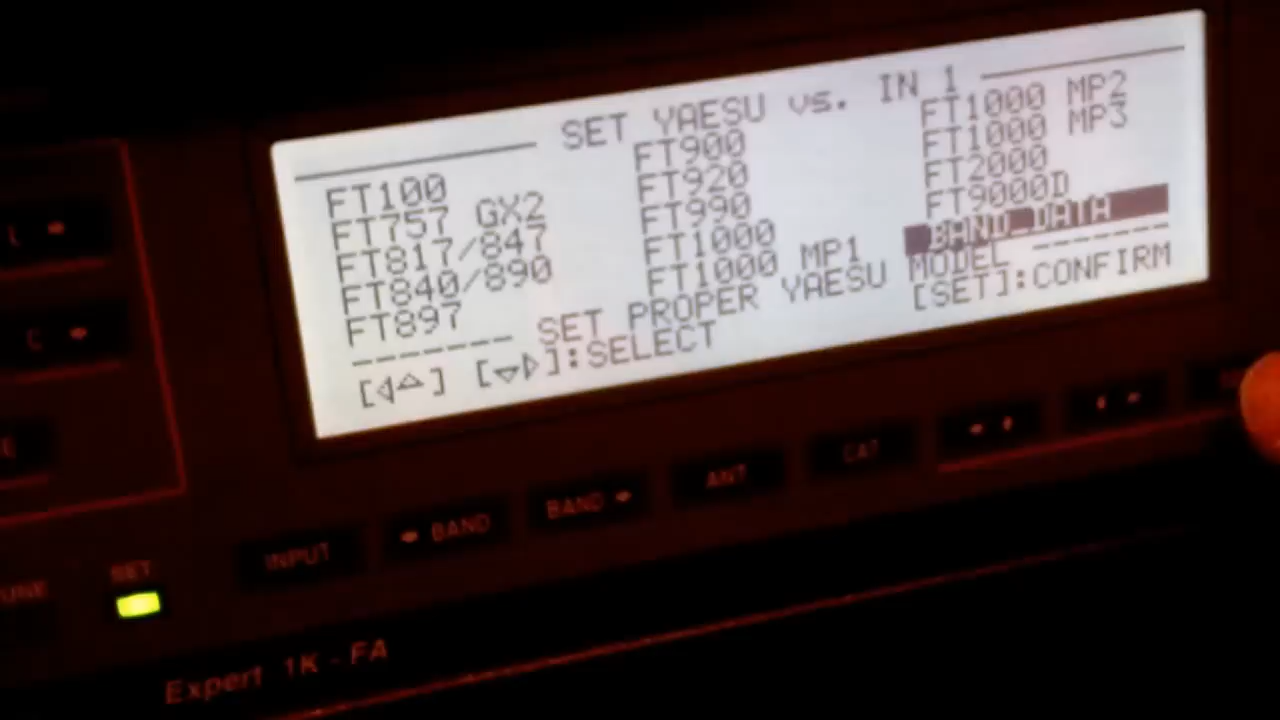 SET YAESU vs. IN 1
FT100 FT900 FT1000 MP2
FT757 GX2 FT920 FT1000 MP3
FT817/847 FT990 FT2000
FT840/890 FT1000 FT9000D
FT897 FT1000 MP1 BAND DATA
SET PROPER YAESU MODEL
[◁△] [▽▷]:SELECT [SET]:CONFIRM
L
C
INPUT
BAND
BAND
ANT
CAT
SET
Expert 1K-FA